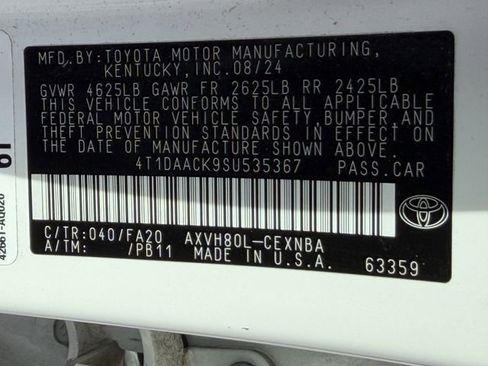 MFD.BY:TOYOTA MOTOR MANUFACTURING,
KENTUCKY,INC.08/24
GVWR 4625LB GAWR FR 2625LB RR 2425LB
THIS VEHICLE CONFORMS TO ALL APPLICABLE
FEDERAL MOTOR VEHICLE SAFETY,BUMPER,AND
THEFT PREVENTION STANDARDS IN EFFECT ON
THE DATE OF MANUFACTURE SHOWN ABOVE.
4T1DAACK9SU535367 PASS.CAR
C/TR:040/FA20 AXVH80L-CEXNBA
A/TM: /PB11 MADE IN U.S.A. 63359